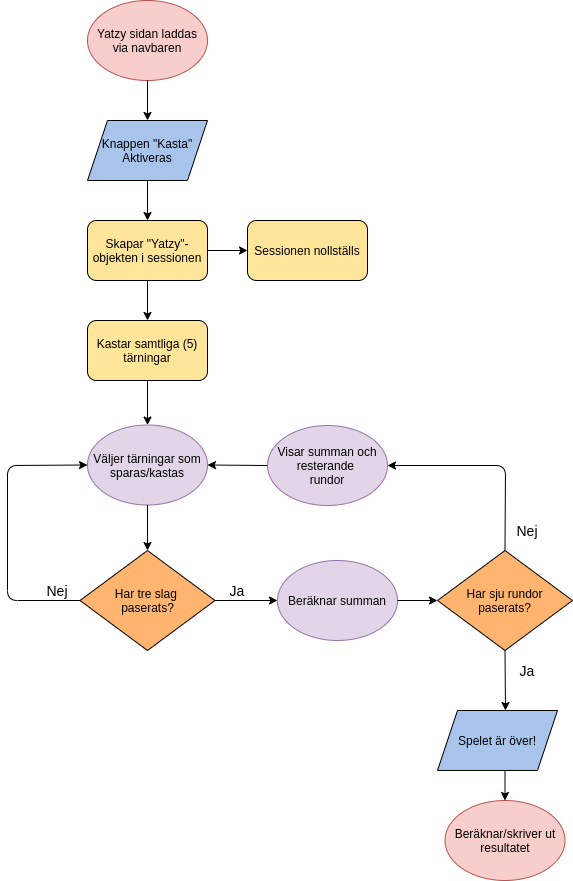 Yatzy sidan laddas
via navbaren
Knappen "Kasta"
Aktiveras
Skapar "Yatzy"-
objekten i sessionen
Sessionen nollställs
Kastar samtliga (5)
tärningar
Väljer tärningar som
sparas/kastas
Visar summan och
resterande
rundor
Nej
Har tre slag
paserats?
Ja
Beräknar summan
Har sju rundor
paserats?
Nej
Ja
Spelet är över!
Beräknar/skriver ut
resultatet